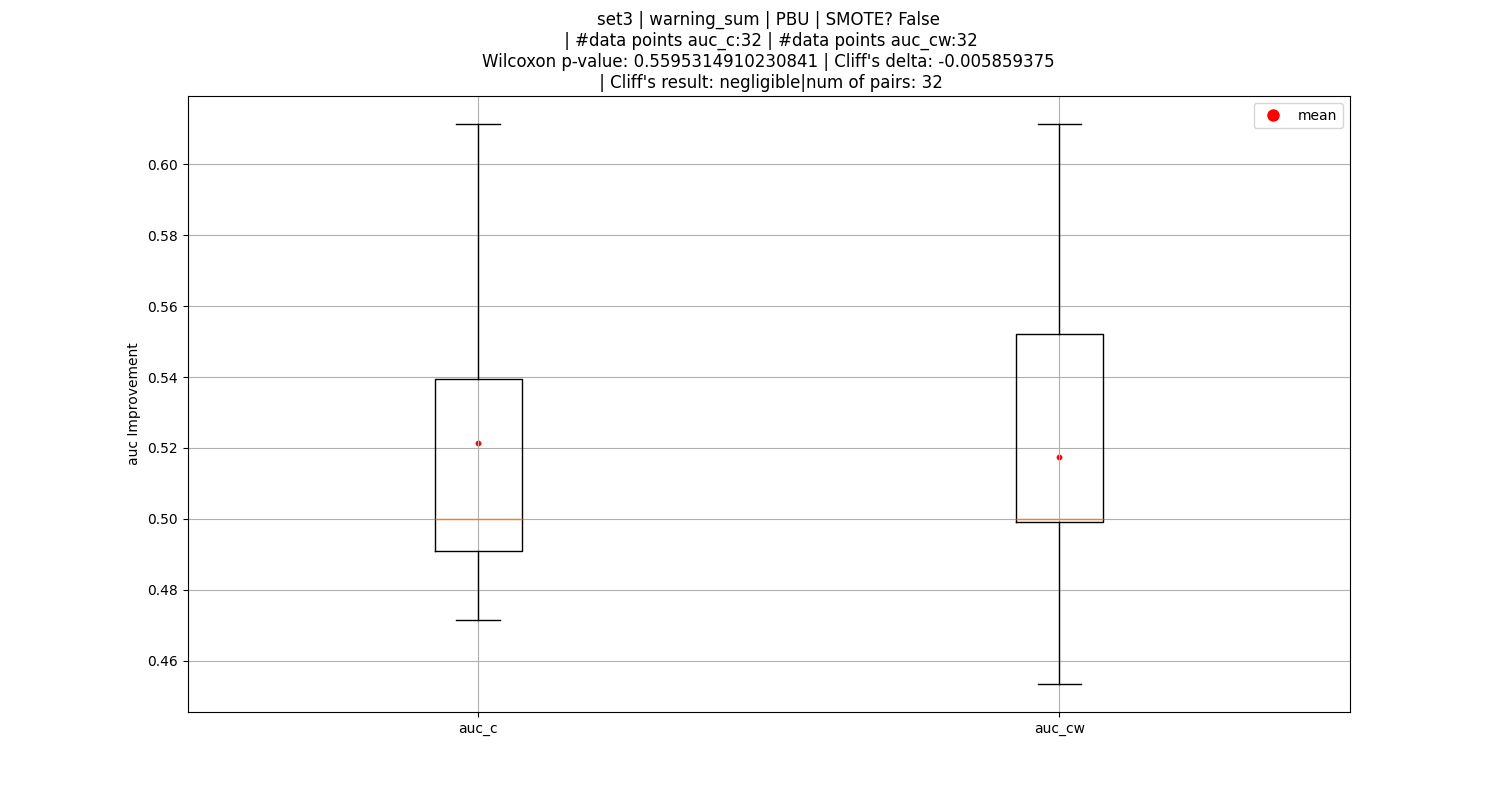 set3 | warning_sum | PBU | SMOTE? False
| #data points auc_c:32 | #data points auc_cw:32
Wilcoxon p-value: 0.5595314910230841 | Cliff's delta: -0.005859375
| Cliff's result: negligible|num of pairs: 32
mean
0.60
0.58
0.56
0.54
0.52
0.50
0.48
0.46
auc Improvement
auc_c
auc_cw